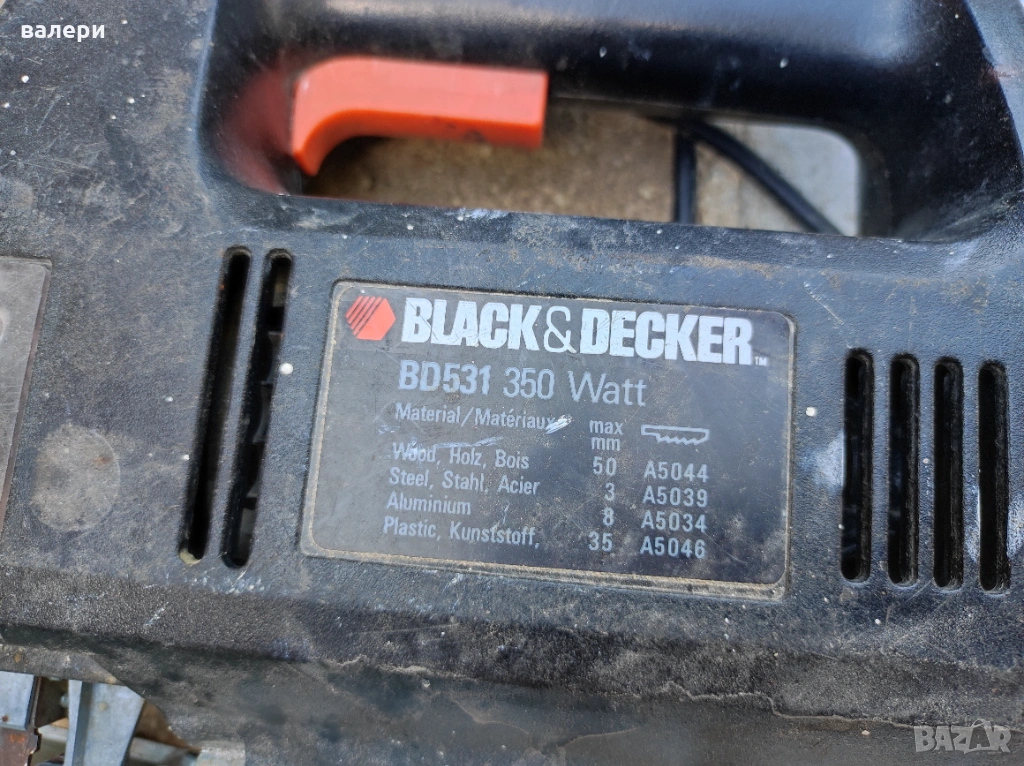 валери
BLACK&DECKER™
BD531 350 Watt
Material/Matériaux max mm
Wood, Holz, Bois 50 A5044
Steel, Stahl, Acier 3 A5039
Aluminium 8 A5034
Plastic, Kunststoff, 35 A5046
BAZAR